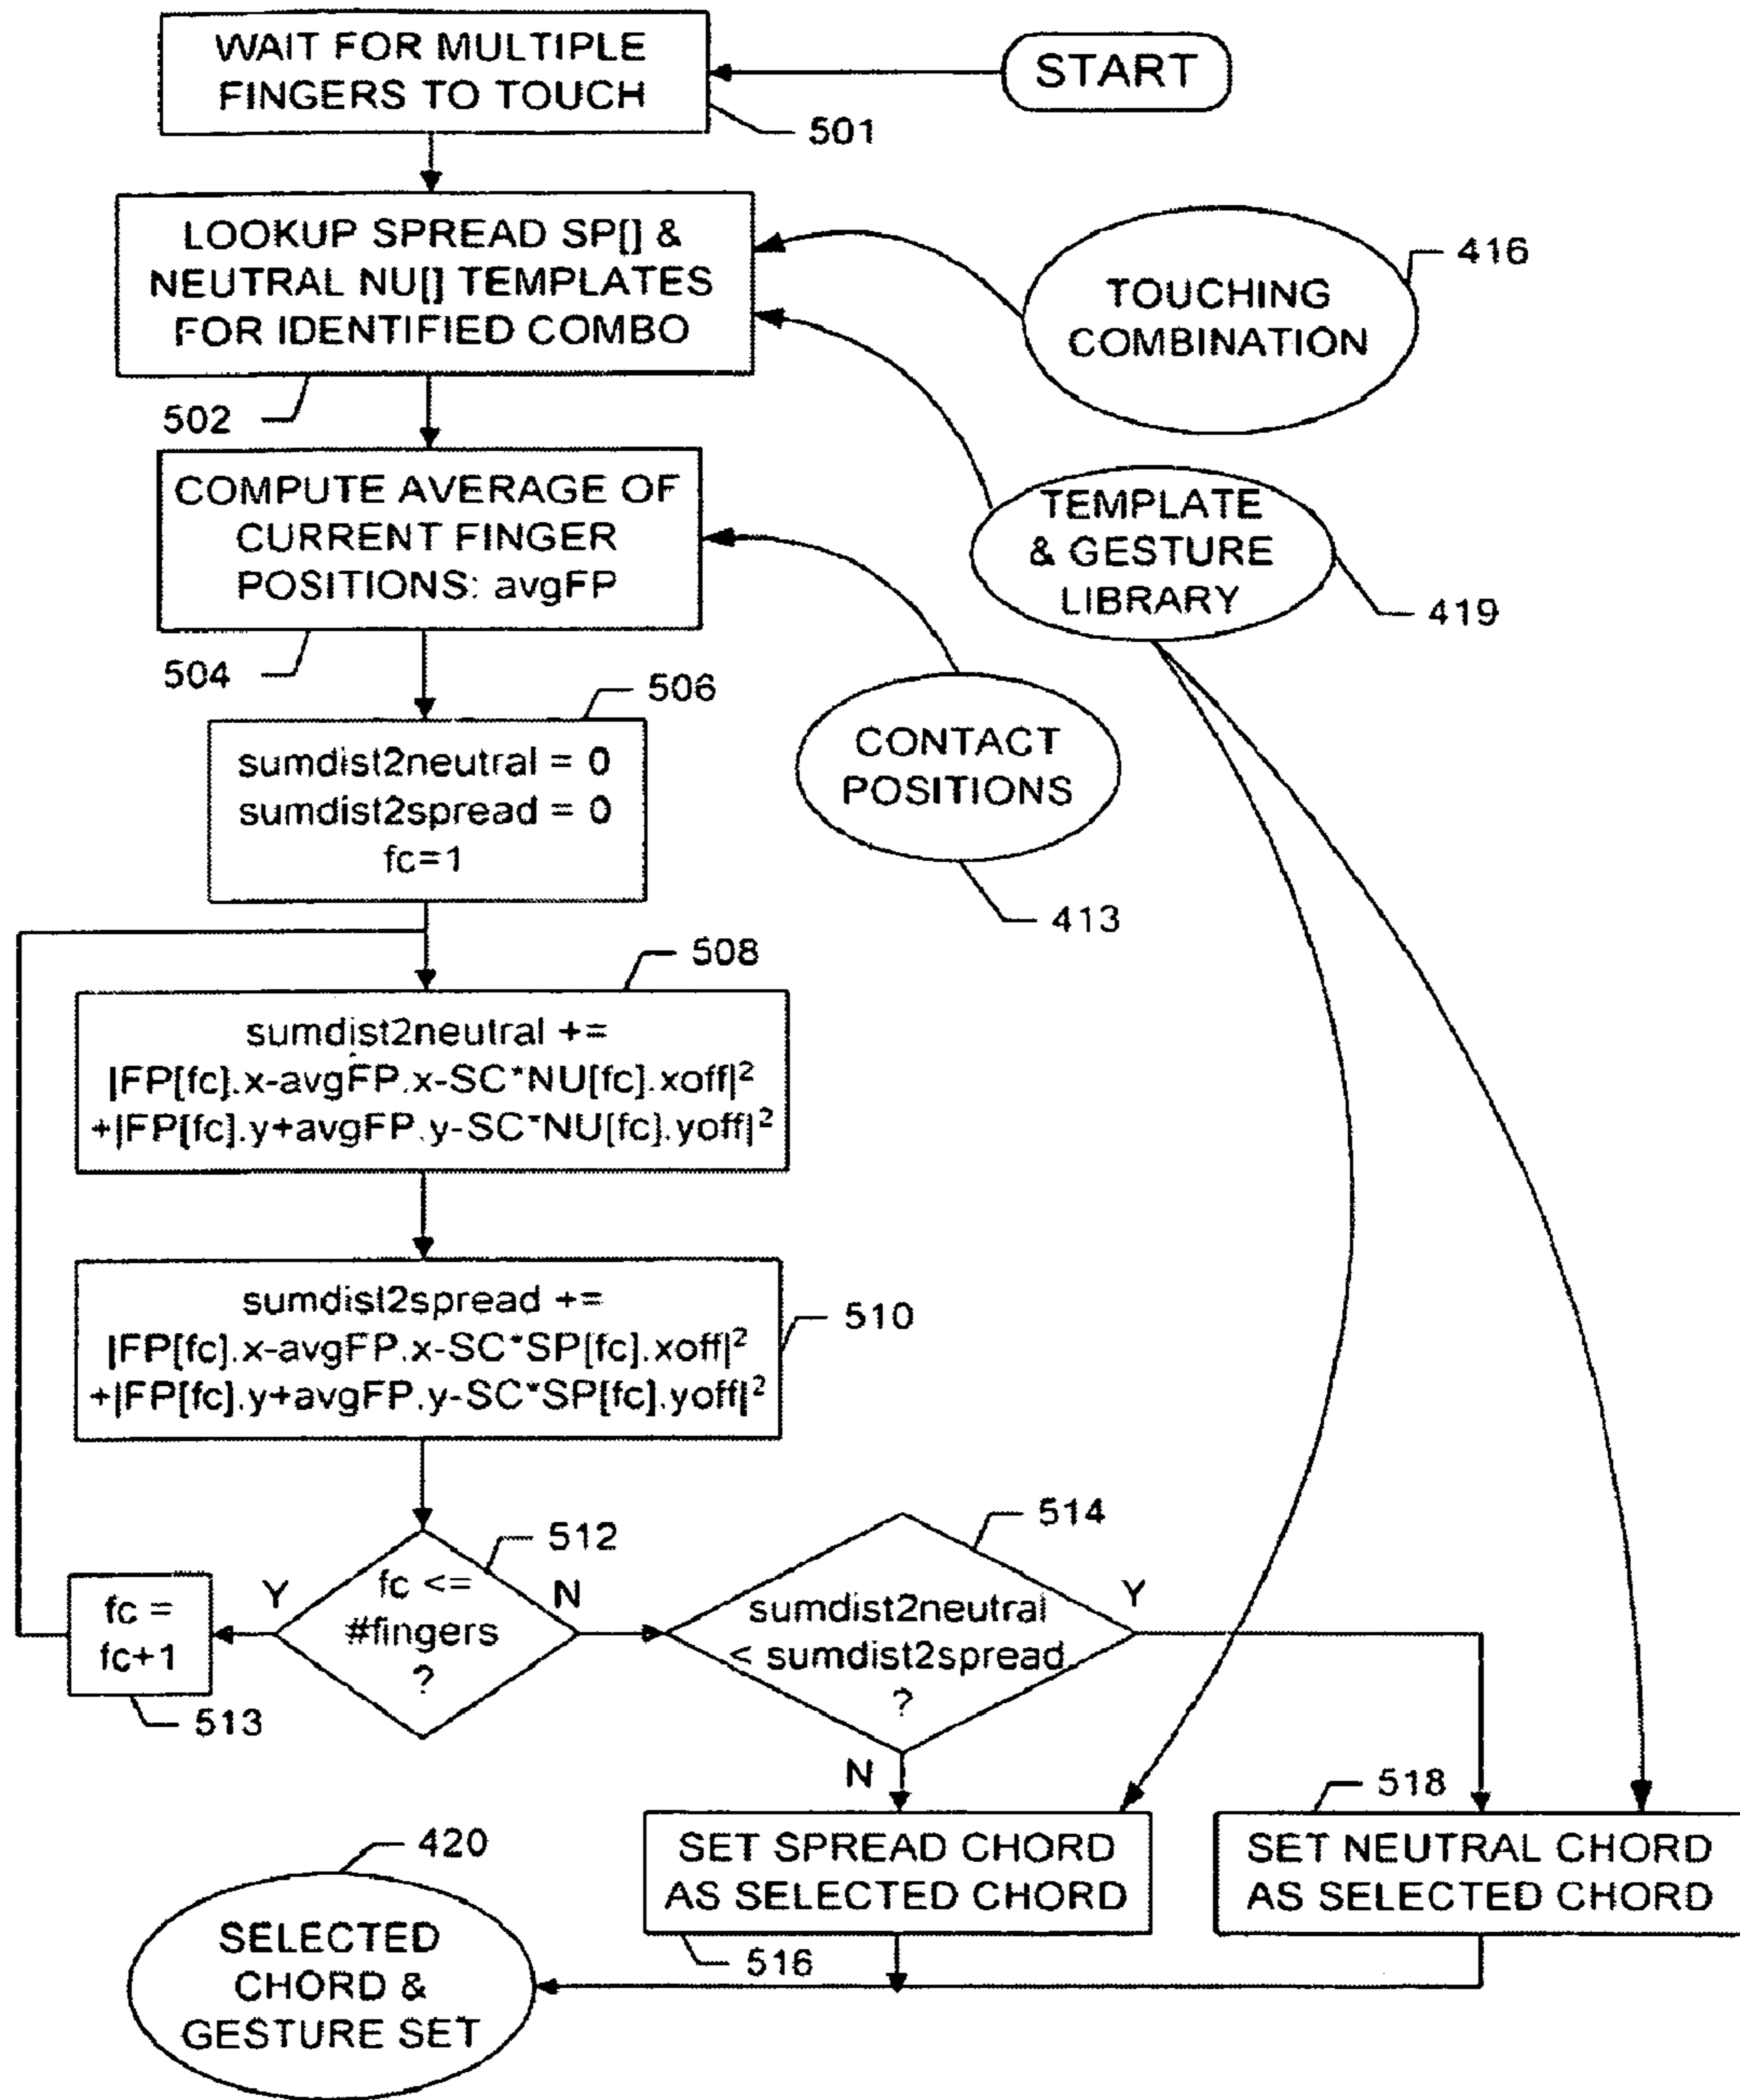 WAIT FOR MULTIPLE
FINGERS TO TOUCH
START
501
LOOKUP SPREAD SP[] &
NEUTRAL NU[] TEMPLATES
FOR IDENTIFIED COMBO
416
TOUCHING
COMBINATION
502
COMPUTE AVERAGE OF
CURRENT FINGER
POSITIONS: avgFP
TEMPLATE
& GESTURE
LIBRARY
419
504
506
sumdist2neutral = 0
sumdist2spread = 0
fc=1
CONTACT
POSITIONS
413
508
sumdist2neutral +=
|FP[fc].x-avgFP.x-SC*NU[fc].xoff|²
+|FP[fc].y+avgFP.y-SC*NU[fc].yoff|²
sumdist2spread +=
|FP[fc].x-avgFP.x-SC*SP[fc].xoff|²
+|FP[fc].y+avgFP.y-SC*SP[fc].yoff|²
510
512
514
fc =
fc+1
Y
fc <=
#fingers
?
N
sumdist2neutral
< sumdist2spread
?
Y
513
N
518
SET SPREAD CHORD
AS SELECTED CHORD
SET NEUTRAL CHORD
AS SELECTED CHORD
420
516
SELECTED
CHORD &
GESTURE SET